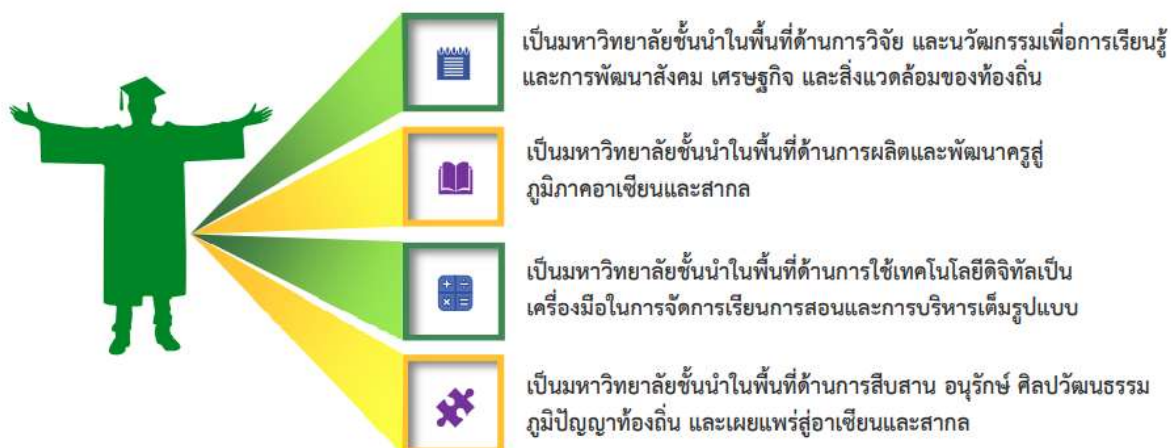 เป็นมหาวิทยาลัยชั้นนำในพื้นที่ด้านการวิจัย และนวัตกรรมเพื่อการเรียนรู้
และการพัฒนาสังคม เศรษฐกิจ และสิ่งแวดล้อมของท้องถิ่น
เป็นมหาวิทยาลัยชั้นนำในพื้นที่ด้านการผลิตและพัฒนาครูสู่
ภูมิภาคอาเซียนและสากล
เป็นมหาวิทยาลัยชั้นนำในพื้นที่ด้านการใช้เทคโนโลยีดิจิทัลเป็น
เครื่องมือในการจัดการเรียนการสอนและการบริหารเต็มรูปแบบ
เป็นมหาวิทยาลัยชั้นนำในพื้นที่ด้านการสืบสาน อนุรักษ์ ศิลปวัฒนธรรม
ภูมิปัญญาท้องถิ่น และเผยแพร่สู่อาเซียนและสากล